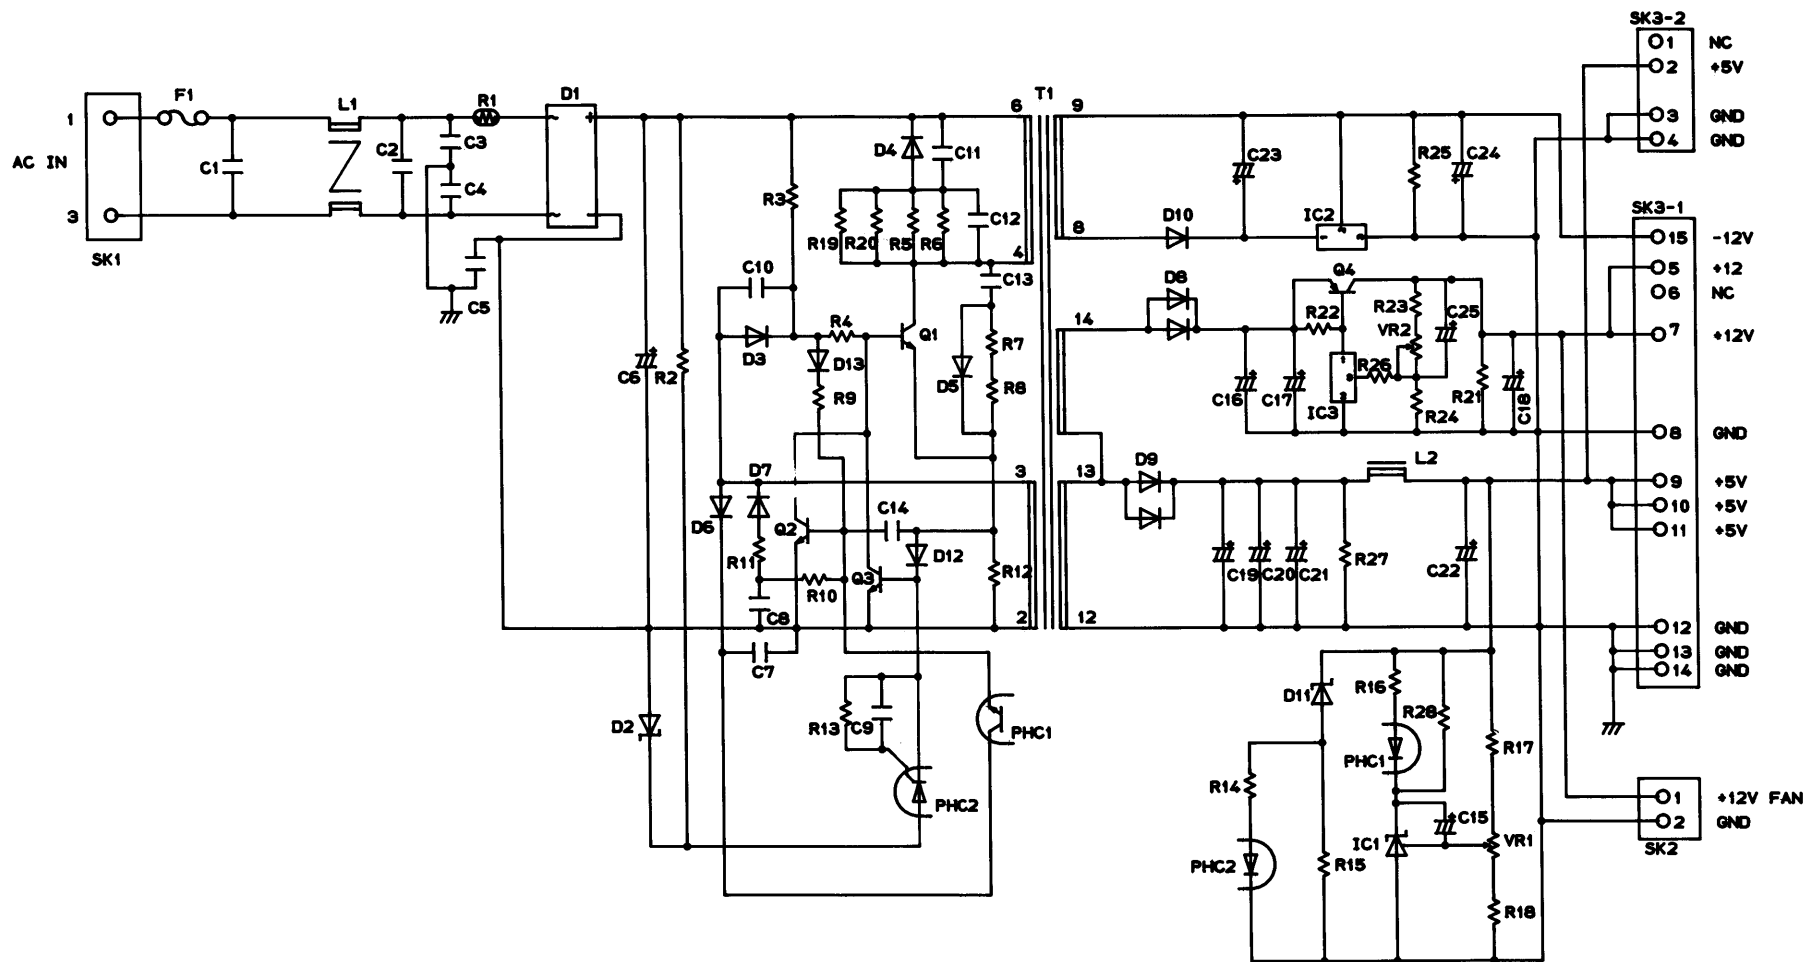 SK3-2
1 NC
2 +5V
3 GND
4 GND
F1
L1
R1
D1
6
T1
9
1
AC IN
3
SK1
C1
C2
C3
C4
~
+
~
-
C5
C6
R2
R3
D4
C11
R19
R20
R5
R6
C12
4
C13
C10
D3
R4
D13
R9
Q1
D5
R7
R8
C23
R25
C24
8
D10
IC2
SK3-1
15 -12V
5 +12
6 NC
7 +12V
8 GND
9 +5V
10 +5V
11 +5V
12 GND
13 GND
14 GND
14
D8
Q4
R22
R23
VR2
C25
R26
C16
C17
IC3
R24
R21
C18
L2
3
13
D9
D7
D6
C14
Q2
R11
D12
R12
R10
Q3
C8
2
12
C19
C20
C21
R27
C22
C7
D2
R13
C9
PHC1
PHC2
D11
R16
R28
PHC1
R17
R14
PHC2
R15
IC1
C15
VR1
R18
1 +12V FAN
2 GND
SK2